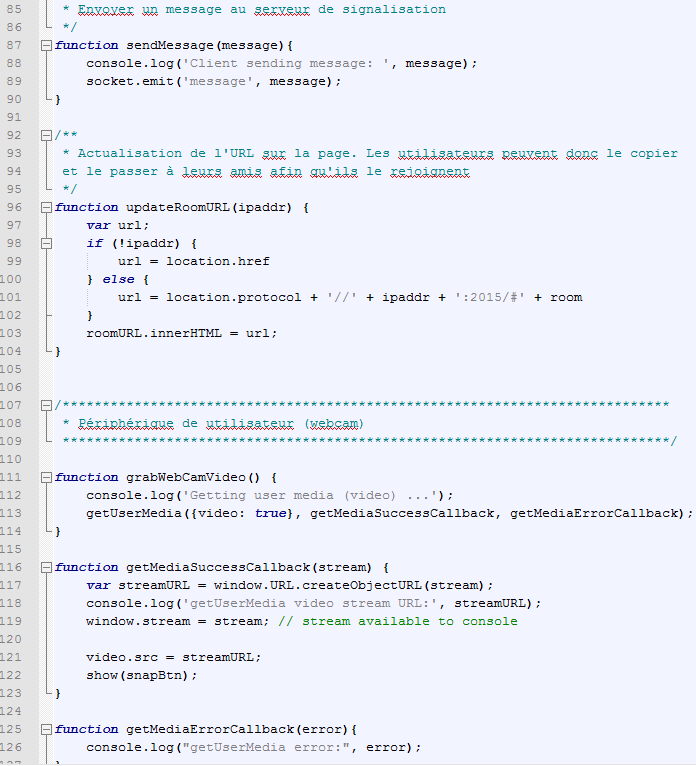 85 * Envoyer un message au serveur de signalisation
86 */
87 function sendMessage(message){
88 console.log('Client sending message: ', message);
89 socket.emit('message', message);
90 }
91
92 /**
93 * Actualisation de l'URL sur la page. Les utilisateurs peuvent donc le copier
94 et le passer à leurs amis afin qu'ils le rejoignent
95 */
96 function updateRoomURL(ipaddr) {
97 var url;
98 if (!ipaddr) {
99 url = location.href
100 } else {
101 url = location.protocol + '//' + ipaddr + ':2015/#' + room
102 }
103 roomURL.innerHTML = url;
104 }
105
106
107 /****************************************************************************
108 * Périphérique de utilisateur (webcam)
109 ****************************************************************************/
110
111 function grabWebCamVideo() {
112 console.log('Getting user media (video) ...');
113 getUserMedia({video: true}, getMediaSuccessCallback, getMediaErrorCallback);
114 }
115
116 function getMediaSuccessCallback(stream) {
117 var streamURL = window.URL.createObjectURL(stream);
118 console.log('getUserMedia video stream URL:', streamURL);
119 window.stream = stream; // stream available to console
120
121 video.src = streamURL;
122 show(snapBtn);
123 }
124
125 function getMediaErrorCallback(error){
126 console.log("getUserMedia error:", error);
127 }